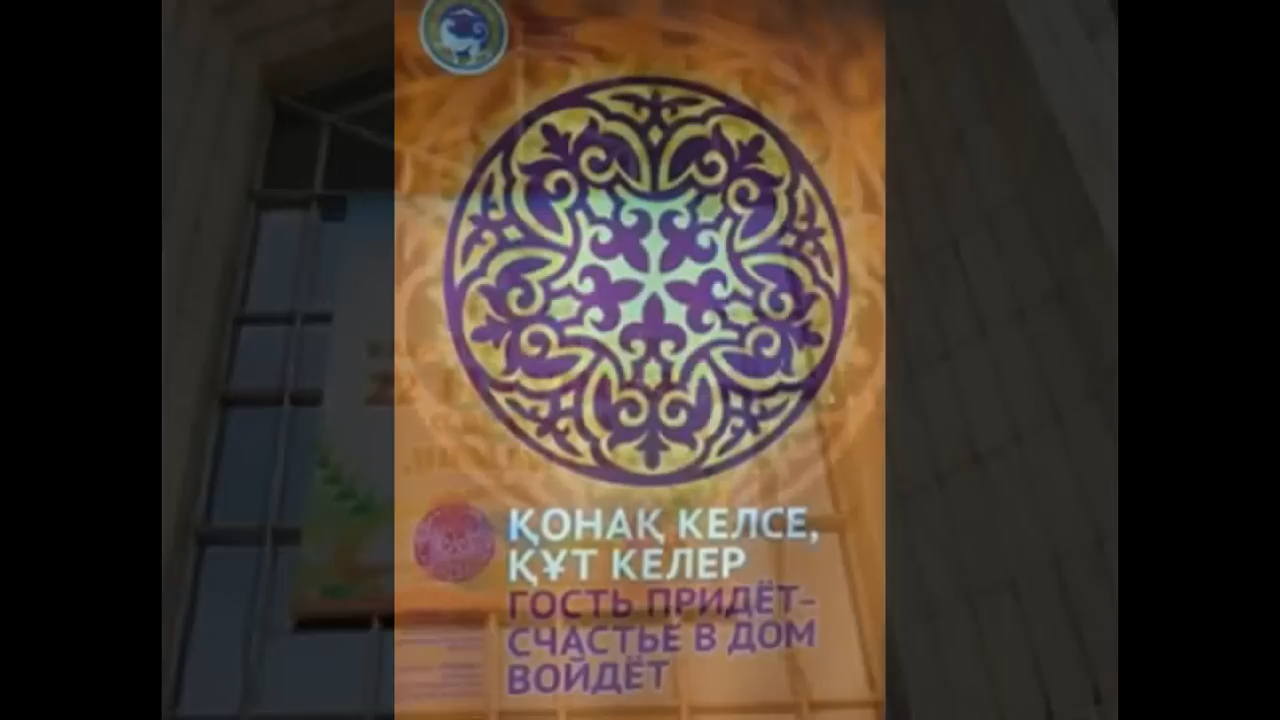 ҚОНАҚ КЕЛСЕ,
ҚҰТ КЕЛЕР
ГОСТЬ ПРИДЁТ–
СЧАСТЬЕ В ДОМ
ВОЙДЁТ